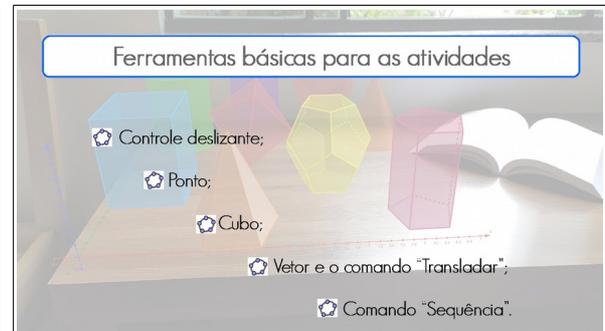 Ferramentas básicas para as atividades
Controle deslizante;
Ponto;
Cubo;
Vetor e o comando “Transladar”;
Comando “Sequência”.